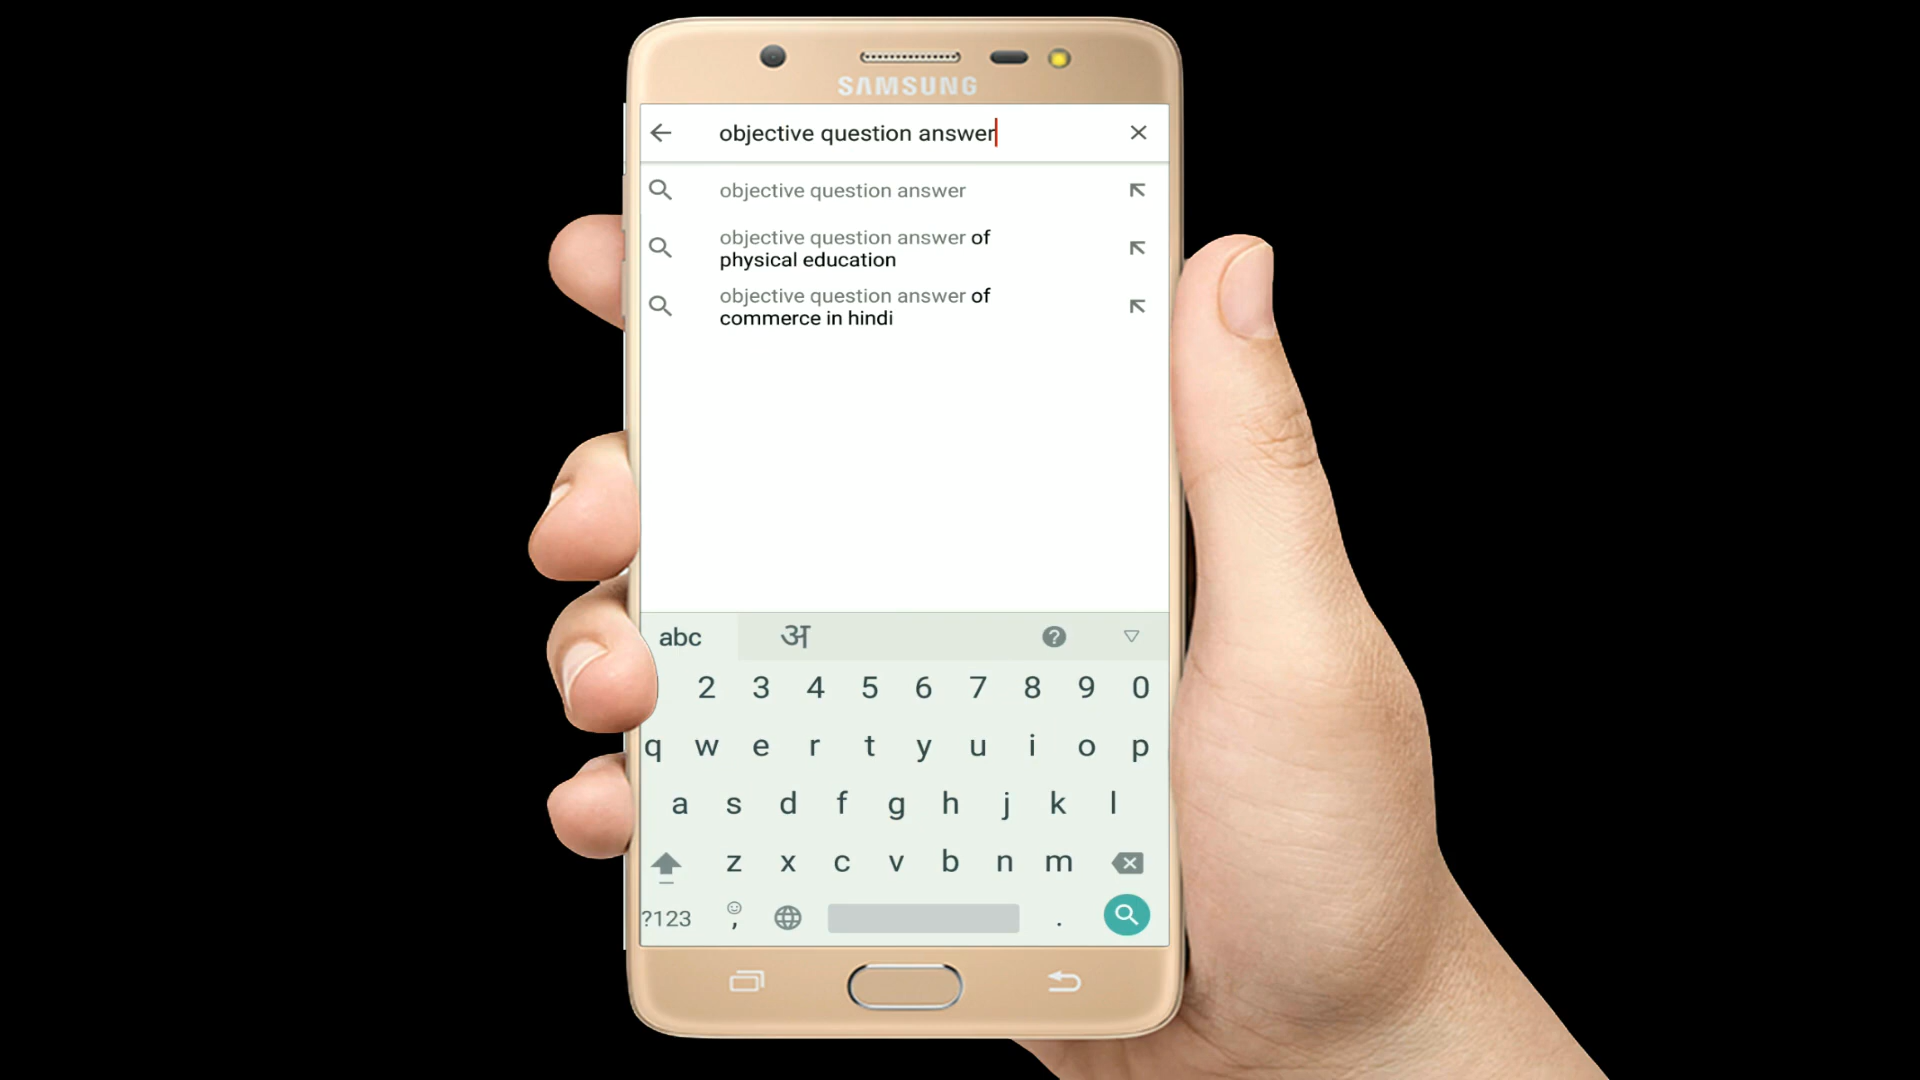 SAMSUNG
objective question answer
objective question answer
objective question answer of
physical education
objective question answer of
commerce in hindi
abc अ ?
2 3 4 5 6 7 8 9 0
q w e r t y u i o p
a s d f g h j k l
z x c v b n m
?123 , .